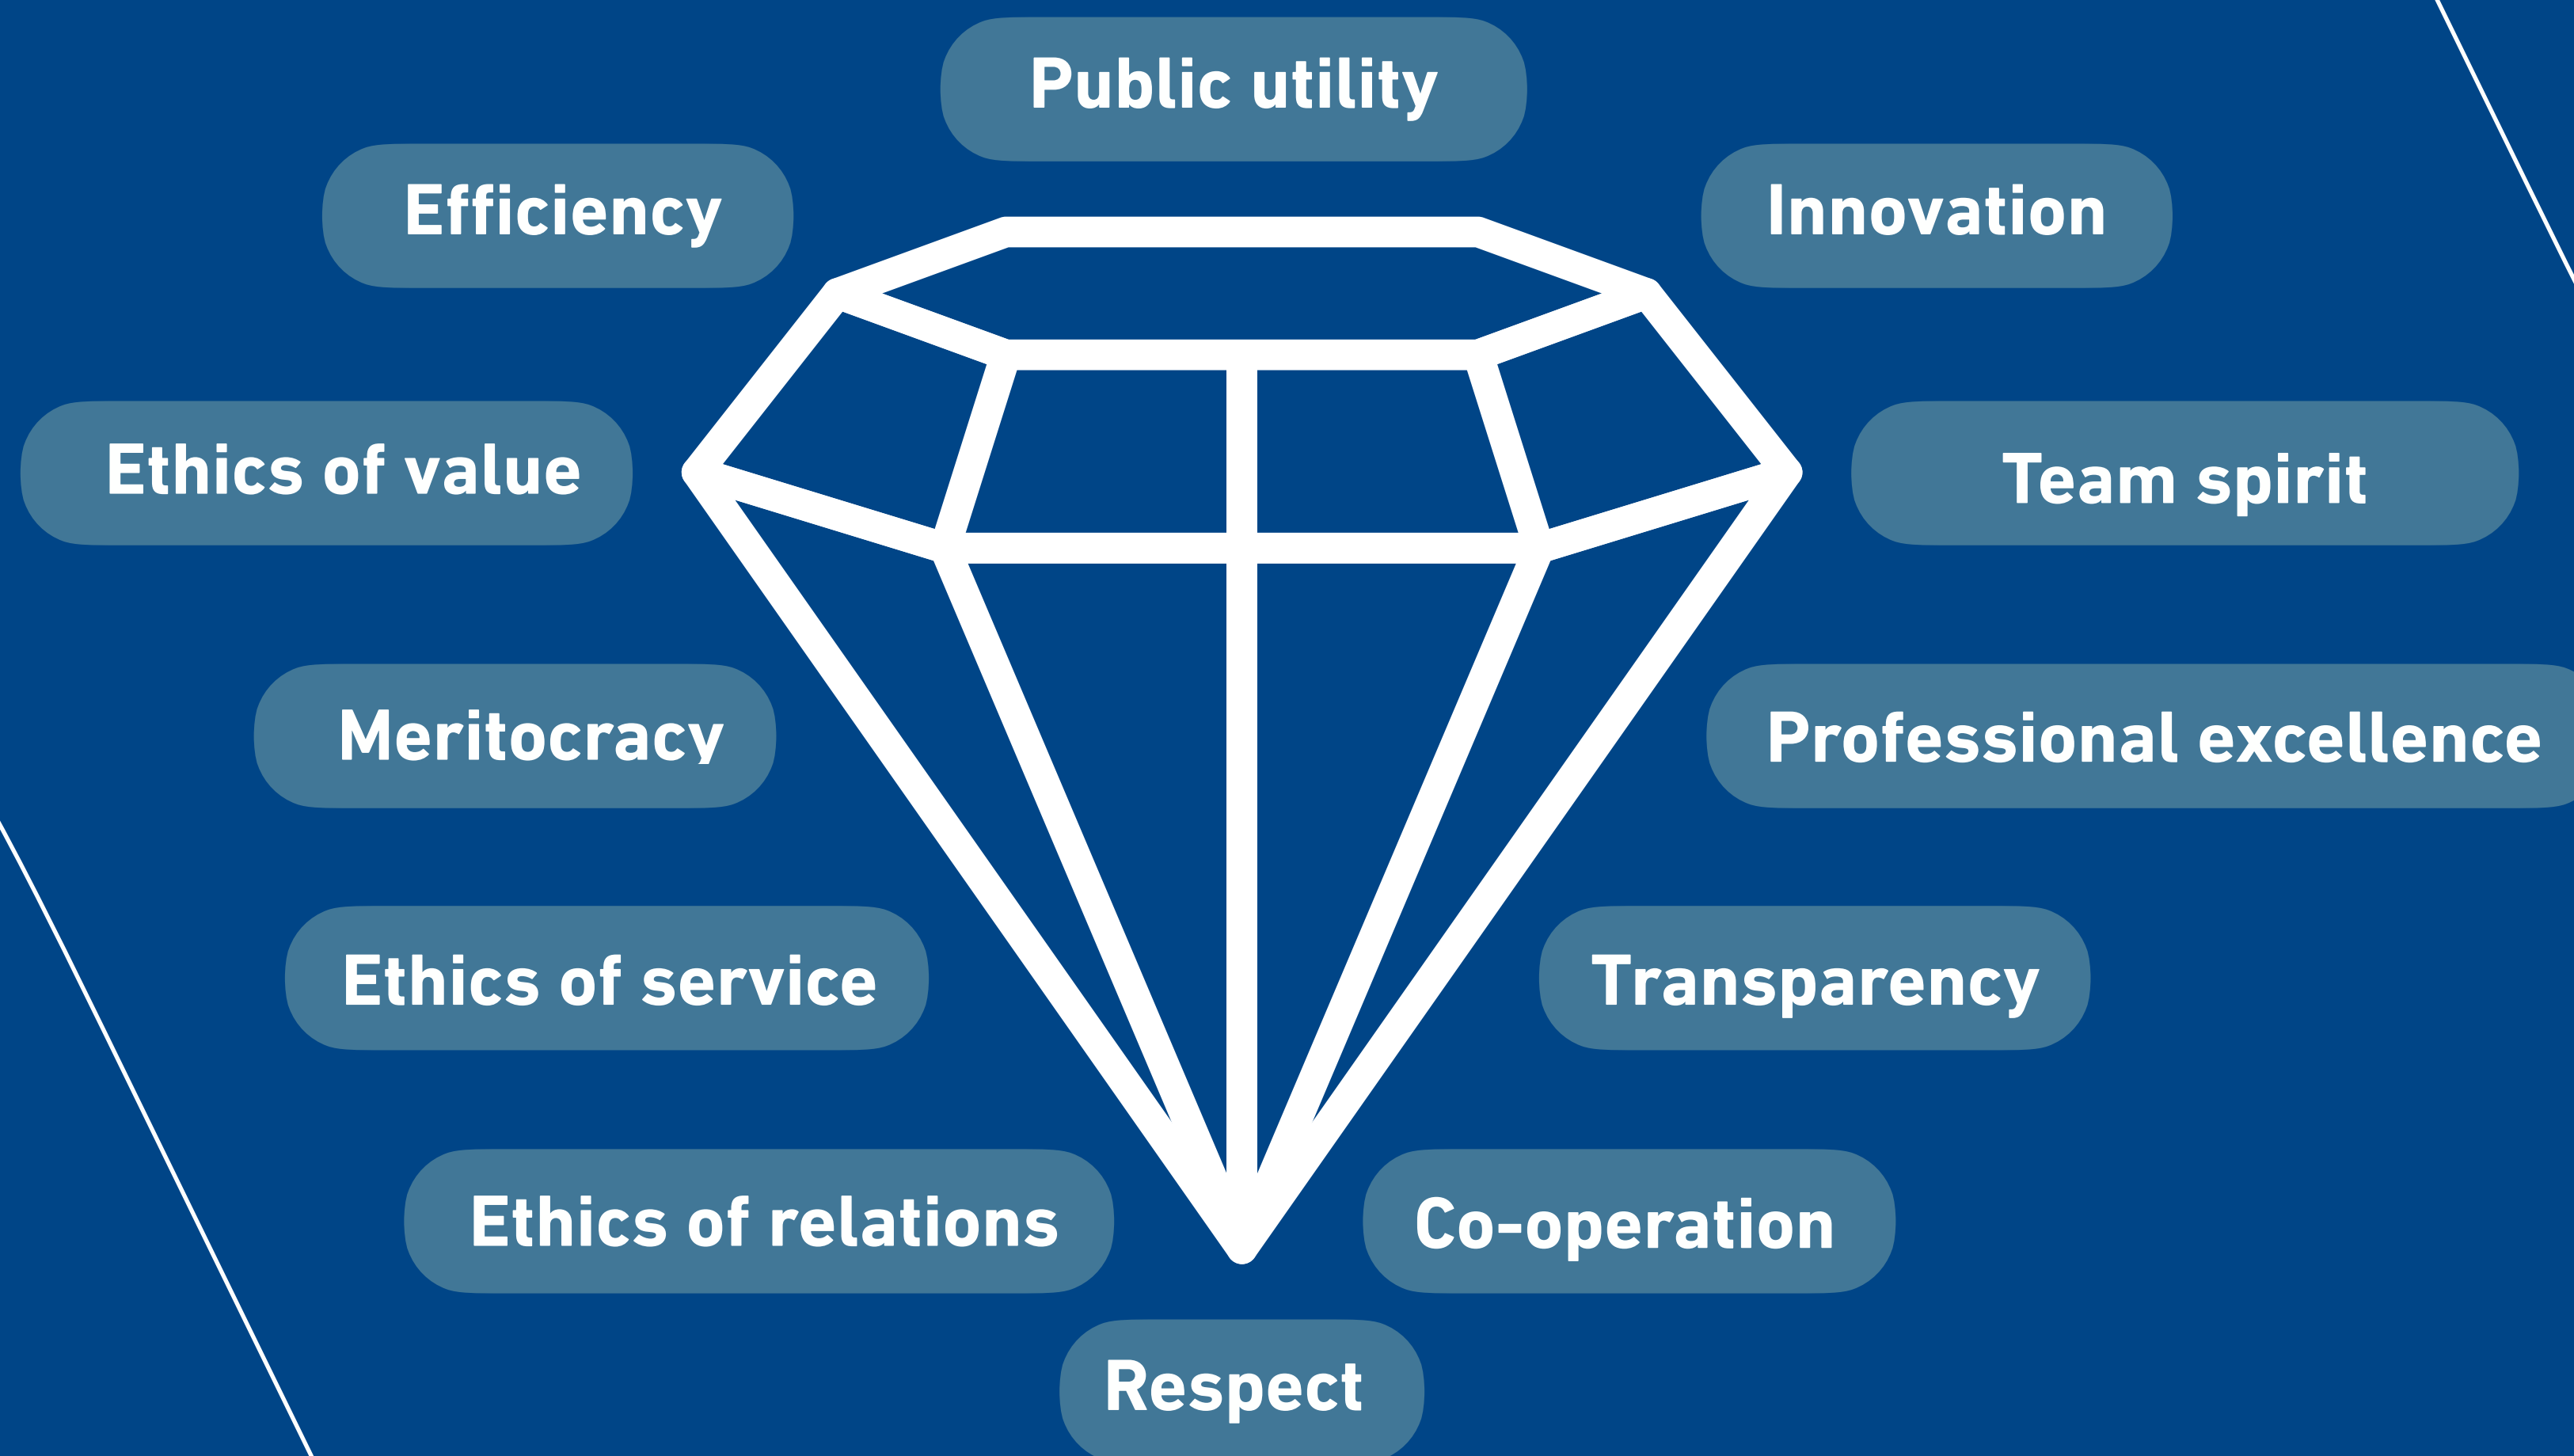 Public utility
Efficiency
Innovation
Ethics of value
Team spirit
Meritocracy
Professional excellence
Ethics of service
Transparency
Ethics of relations
Co-operation
Respect